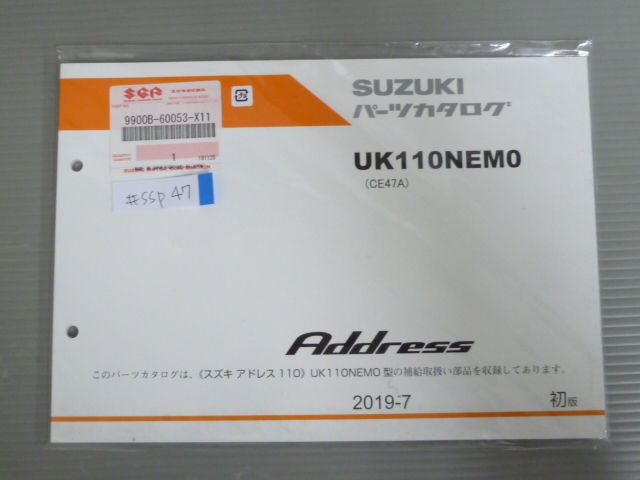 SUZUKI
パーツカタログ
SGP
9900B-60053-X11
1
191125
#SSP 47
UK110NEM0
(CE47A)
Address
このパーツカタログは、《スズキ アドレス110》UK110NEM0 型の補給取扱い部品を収録してあります。
2019-7
初版